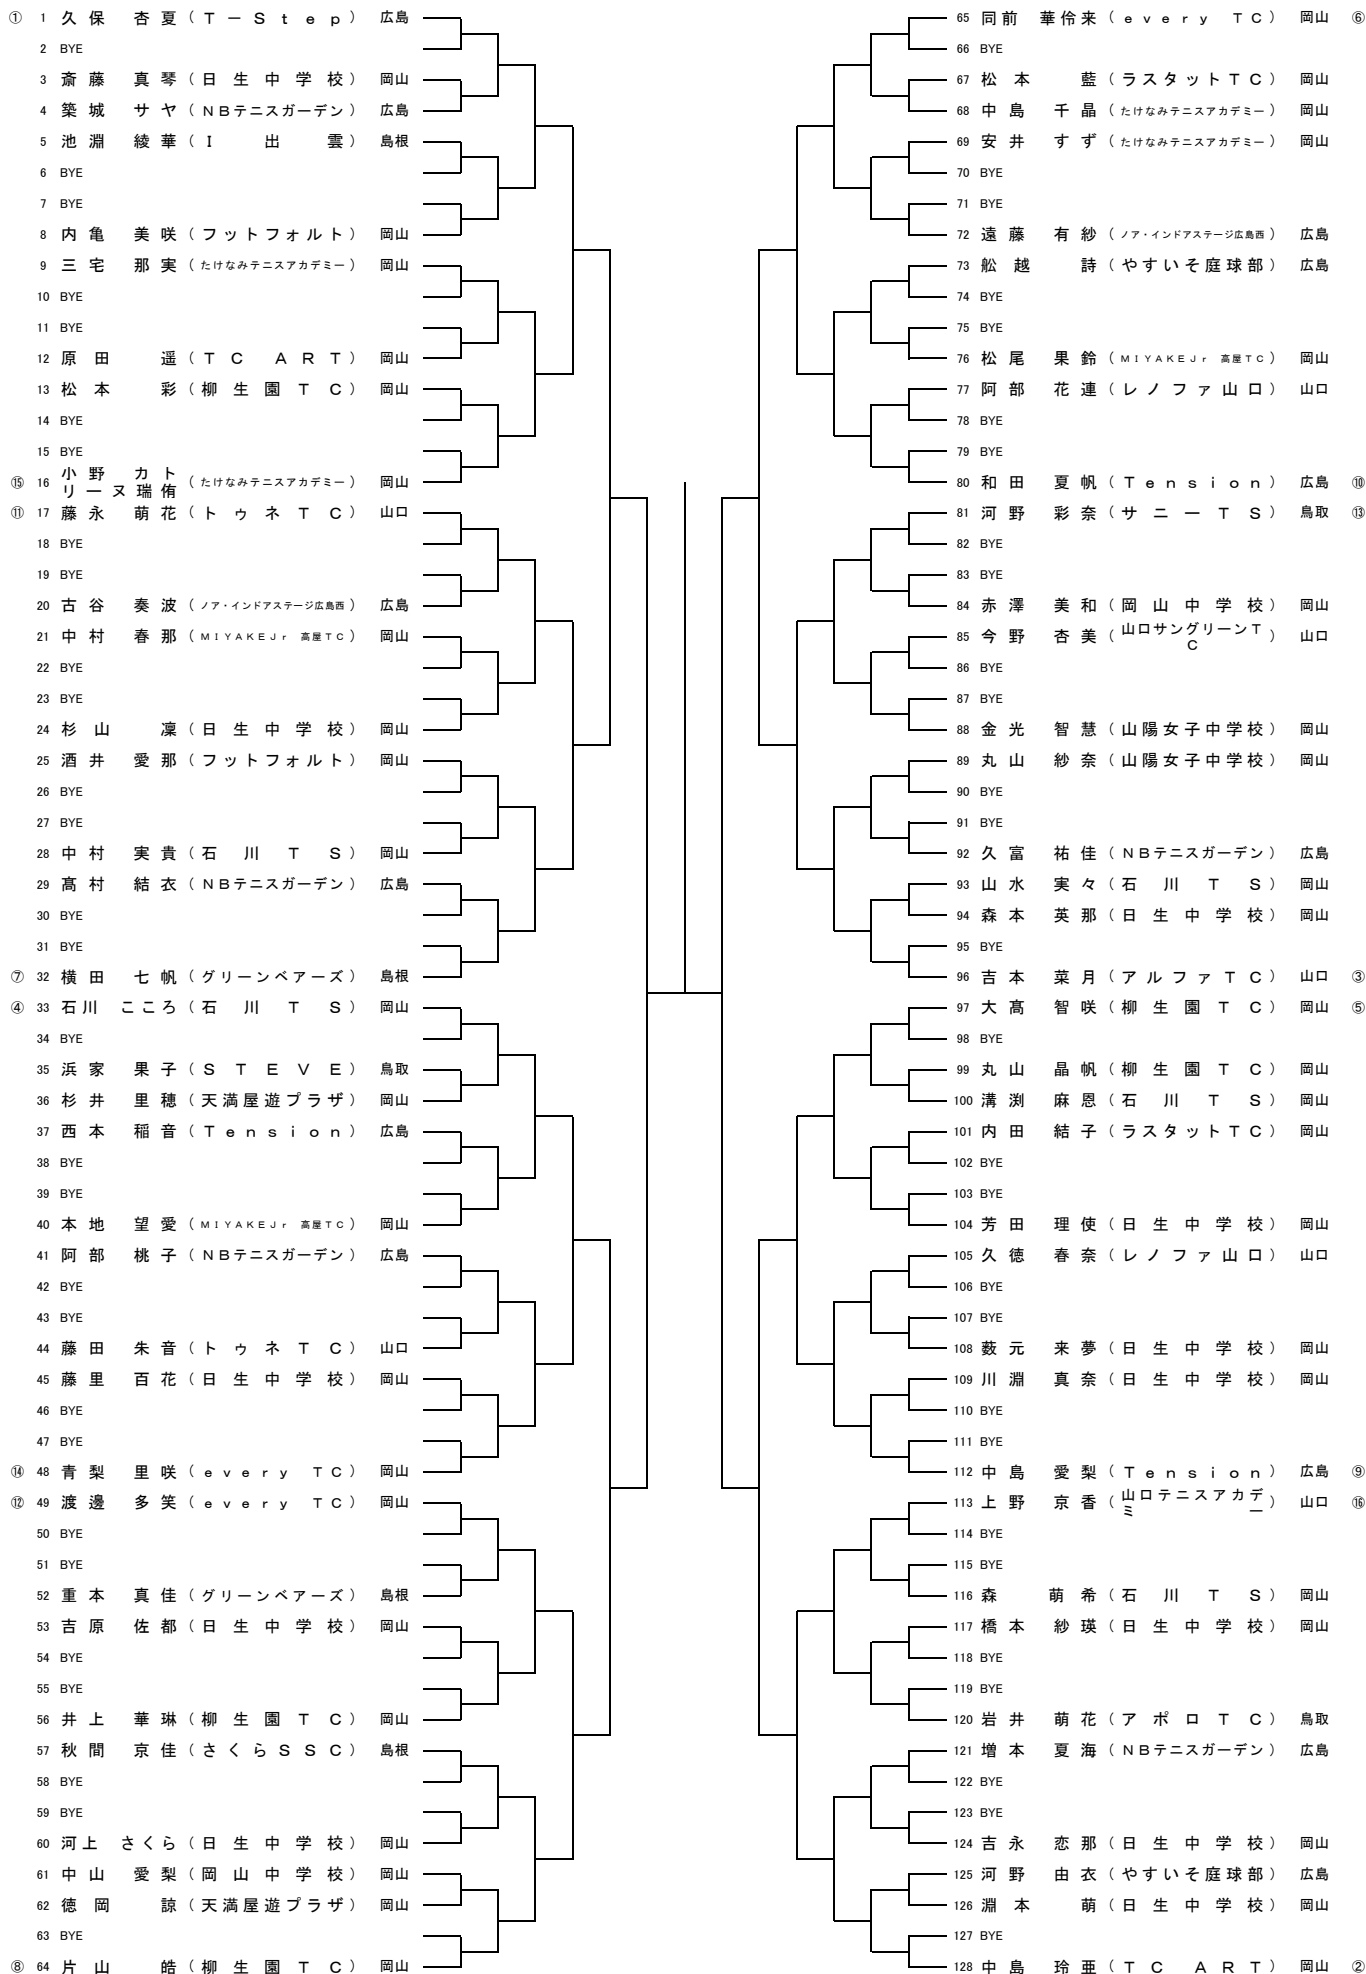 ① 1 久保 杏夏 (T-Step) 広島
2 BYE
3 斎藤 真琴 (日生中学校) 岡山
4 築城 サヤ (NBテニスガーデン) 広島
5 池淵 綾華 (I出雲) 島根
6 BYE
7 BYE
8 内亀 美咲 (フットフォルト) 岡山
9 三宅 那実 (たけなみテニスアカデミー) 岡山
10 BYE
11 BYE
12 原田 遥 (TC ART) 岡山
13 松本 彩 (柳生園TC) 岡山
14 BYE
15 BYE
⑮ 16 小野 カトリーヌ瑞侑 (たけなみテニスアカデミー) 岡山
⑪ 17 藤永 萌花 (トゥネTC) 山口
18 BYE
19 BYE
20 古谷 奏波 (ノア・インドアステージ広島西) 広島
21 中村 春那 (MIYAKEJr 高屋TC) 岡山
22 BYE
23 BYE
24 杉山 凜 (日生中学校) 岡山
25 酒井 愛那 (フットフォルト) 岡山
26 BYE
27 BYE
28 中村 実貴 (石川TS) 岡山
29 髙村 結衣 (NBテニスガーデン) 広島
30 BYE
31 BYE
⑦ 32 横田 七帆 (グリーンベアーズ) 島根
④ 33 石川 こころ (石川TS) 岡山
34 BYE
35 浜家 果子 (STEVE) 鳥取
36 杉井 里穂 (天満屋遊プラザ) 岡山
37 西本 稲音 (Tension) 広島
38 BYE
39 BYE
40 本地 望愛 (MIYAKEJr 高屋TC) 岡山
41 阿部 桃子 (NBテニスガーデン) 広島
42 BYE
43 BYE
44 藤田 朱音 (トゥネTC) 山口
45 藤里 百花 (日生中学校) 岡山
46 BYE
47 BYE
⑭ 48 青梨 里咲 (every TC) 岡山
⑫ 49 渡邊 多笑 (every TC) 岡山
50 BYE
51 BYE
52 重本 真佳 (グリーンベアーズ) 島根
53 吉原 佐都 (日生中学校) 岡山
54 BYE
55 BYE
56 井上 華琳 (柳生園TC) 岡山
57 秋間 京佳 (さくらSSC) 島根
58 BYE
59 BYE
60 河上 さくら (日生中学校) 岡山
61 中山 愛梨 (岡山中学校) 岡山
62 徳岡 諒 (天満屋遊プラザ) 岡山
63 BYE
⑧ 64 片山 皓 (柳生園TC) 岡山
65 同前 華伶来 (every TC) 岡山 ⑥
66 BYE
67 松本 藍 (ラスタットTC) 岡山
68 中島 千晶 (たけなみテニスアカデミー) 岡山
69 安井 すず (たけなみテニスアカデミー) 岡山
70 BYE
71 BYE
72 遠藤 有紗 (ノア・インドアステージ広島西) 広島
73 舩越 詩 (やすいそ庭球部) 広島
74 BYE
75 BYE
76 松尾 果鈴 (MIYAKEJr 高屋TC) 岡山
77 阿部 花連 (レノファ山口) 山口
78 BYE
79 BYE
80 和田 夏帆 (Tension) 広島 ⑩
81 河野 彩奈 (サニーTS) 鳥取 ⑬
82 BYE
83 BYE
84 赤澤 美和 (岡山中学校) 岡山
85 今野 杏美 (山口サングリーンTC) 山口
86 BYE
87 BYE
88 金光 智慧 (山陽女子中学校) 岡山
89 丸山 紗奈 (山陽女子中学校) 岡山
90 BYE
91 BYE
92 久富 祐佳 (NBテニスガーデン) 広島
93 山水 実々 (石川TS) 岡山
94 森本 英那 (日生中学校) 岡山
95 BYE
96 吉本 菜月 (アルファTC) 山口 ③
97 大髙 智咲 (柳生園TC) 岡山 ⑤
98 BYE
99 丸山 晶帆 (柳生園TC) 岡山
100 溝渕 麻恩 (石川TS) 岡山
101 内田 結子 (ラスタットTC) 岡山
102 BYE
103 BYE
104 芳田 理使 (日生中学校) 岡山
105 久徳 春奈 (レノファ山口) 山口
106 BYE
107 BYE
108 薮元 来夢 (日生中学校) 岡山
109 川淵 真奈 (日生中学校) 岡山
110 BYE
111 BYE
112 中島 愛梨 (Tension) 広島 ⑨
113 上野 京香 (山口テニスアカデミー) 山口 ⑯
114 BYE
115 BYE
116 森 萌希 (石川TS) 岡山
117 橋本 紗瑛 (日生中学校) 岡山
118 BYE
119 BYE
120 岩井 萌花 (アポロTC) 鳥取
121 増本 夏海 (NBテニスガーデン) 広島
122 BYE
123 BYE
124 吉永 恋那 (日生中学校) 岡山
125 河野 由衣 (やすいそ庭球部) 広島
126 淵本 萌 (日生中学校) 岡山
127 BYE
128 中島 玲亜 (TC ART) 岡山 ②